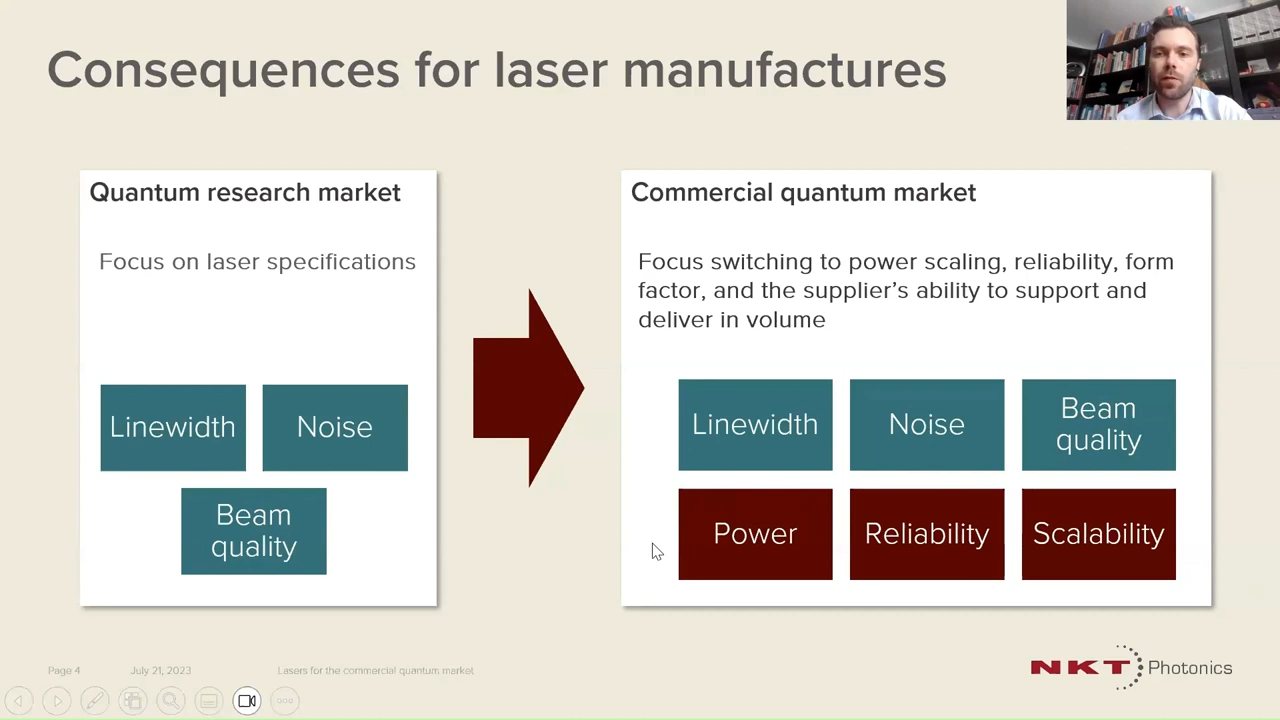 Consequences for laser manufactures
Quantum research market
Focus on laser specifications
Linewidth
Noise
Beam
quality
Commercial quantum market
Focus switching to power scaling, reliability, form
factor, and the supplier’s ability to support and
deliver in volume
Linewidth
Noise
Beam
quality
Power
Reliability
Scalability
Page 4
July 21, 2023
Lasers for the commercial quantum market
NKT Photonics